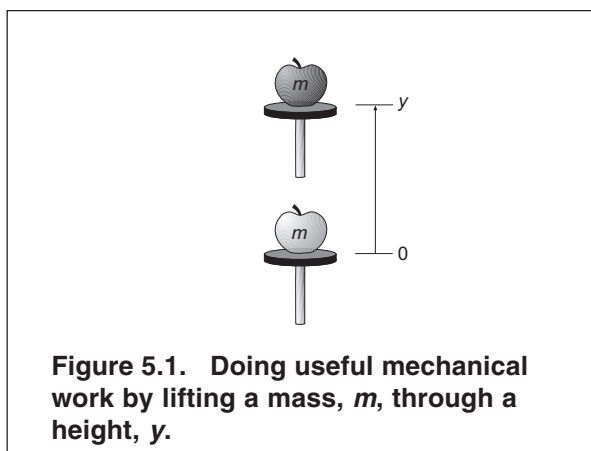 m
y
m
0
Figure 5.1. Doing useful mechanical
work by lifting a mass, m, through a
height, y.